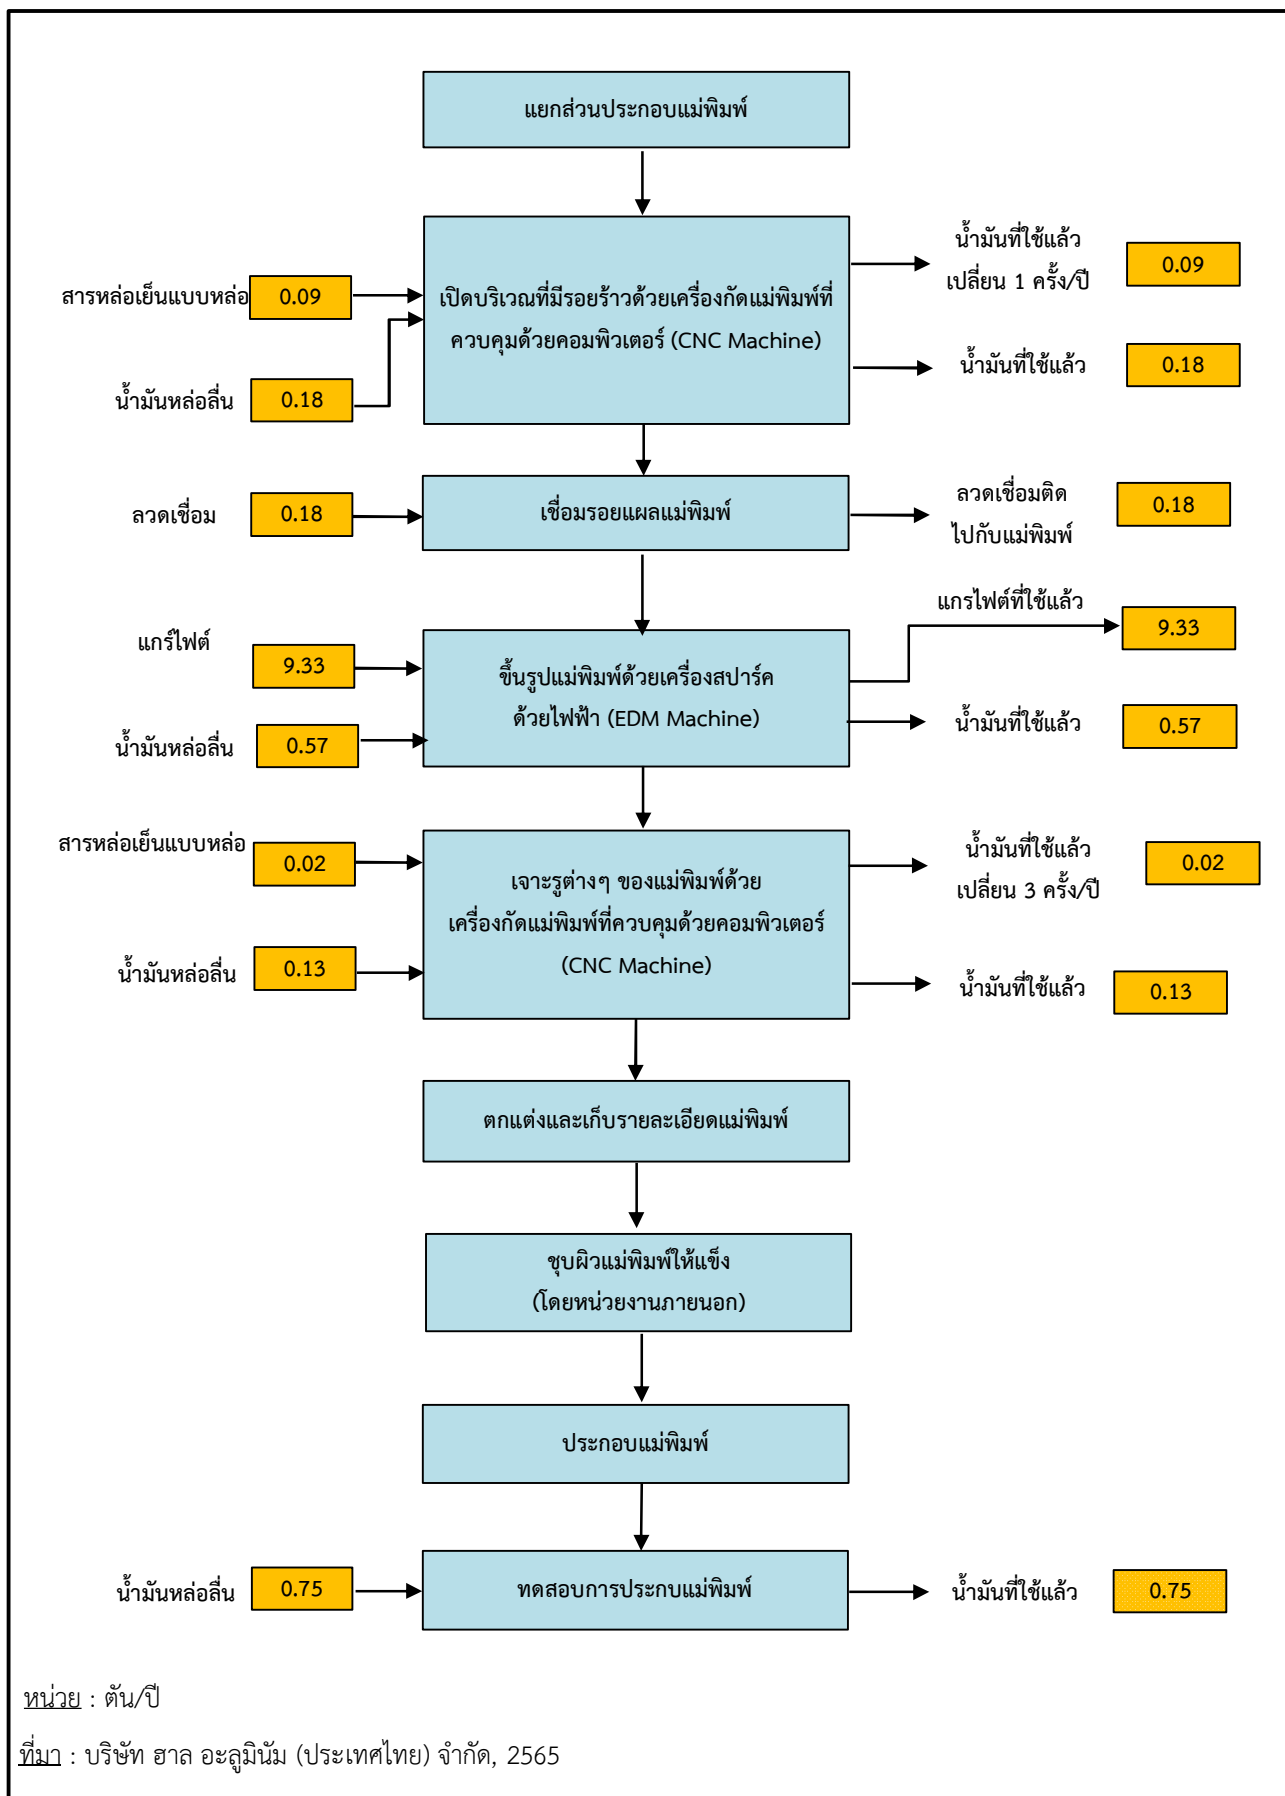 แยกส่วนประกอบแม่พิมพ์
สารหล่อเย็นแบบหล่อ
0.09
น้ำมันหล่อลื่น
0.18
เปิดบริเวณที่มีรอยร้าวด้วยเครื่องกัดแม่พิมพ์ที่
ควบคุมด้วยคอมพิวเตอร์ (CNC Machine)
น้ำมันที่ใช้แล้ว
เปลี่ยน 1 ครั้ง/ปี
0.09
น้ำมันที่ใช้แล้ว
0.18
ลวดเชื่อม
0.18
เชื่อมรอยแผลแม่พิมพ์
ลวดเชื่อมติด
ไปกับแม่พิมพ์
0.18
แกร์ไฟต์
9.33
น้ำมันหล่อลื่น
0.57
ขึ้นรูปแม่พิมพ์ด้วยเครื่องสปาร์ค
ด้วยไฟฟ้า (EDM Machine)
แกรไฟต์ที่ใช้แล้ว
9.33
น้ำมันที่ใช้แล้ว
0.57
สารหล่อเย็นแบบหล่อ
0.02
น้ำมันหล่อลื่น
0.13
เจาะรูต่างๆ ของแม่พิมพ์ด้วย
เครื่องกัดแม่พิมพ์ที่ควบคุมด้วยคอมพิวเตอร์
(CNC Machine)
น้ำมันที่ใช้แล้ว
เปลี่ยน 3 ครั้ง/ปี
0.02
น้ำมันที่ใช้แล้ว
0.13
ตกแต่งและเก็บรายละเอียดแม่พิมพ์
ชุบผิวแม่พิมพ์ให้แข็ง
(โดยหน่วยงานภายนอก)
ประกอบแม่พิมพ์
น้ำมันหล่อลื่น
0.75
ทดสอบการประกบแม่พิมพ์
น้ำมันที่ใช้แล้ว
0.75
หน่วย : ตัน/ปี
ที่มา : บริษัท ฮาล อะลูมินัม (ประเทศไทย) จำกัด, 2565